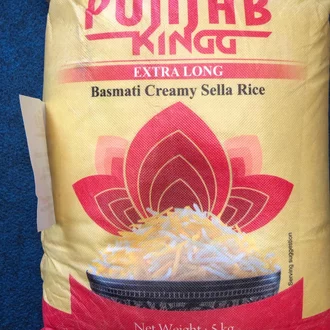 PUNJAB
KINGG
EXTRA LONG
Basmati Creamy Sella Rice
Serving suggestion
Net Weight : 5 kg